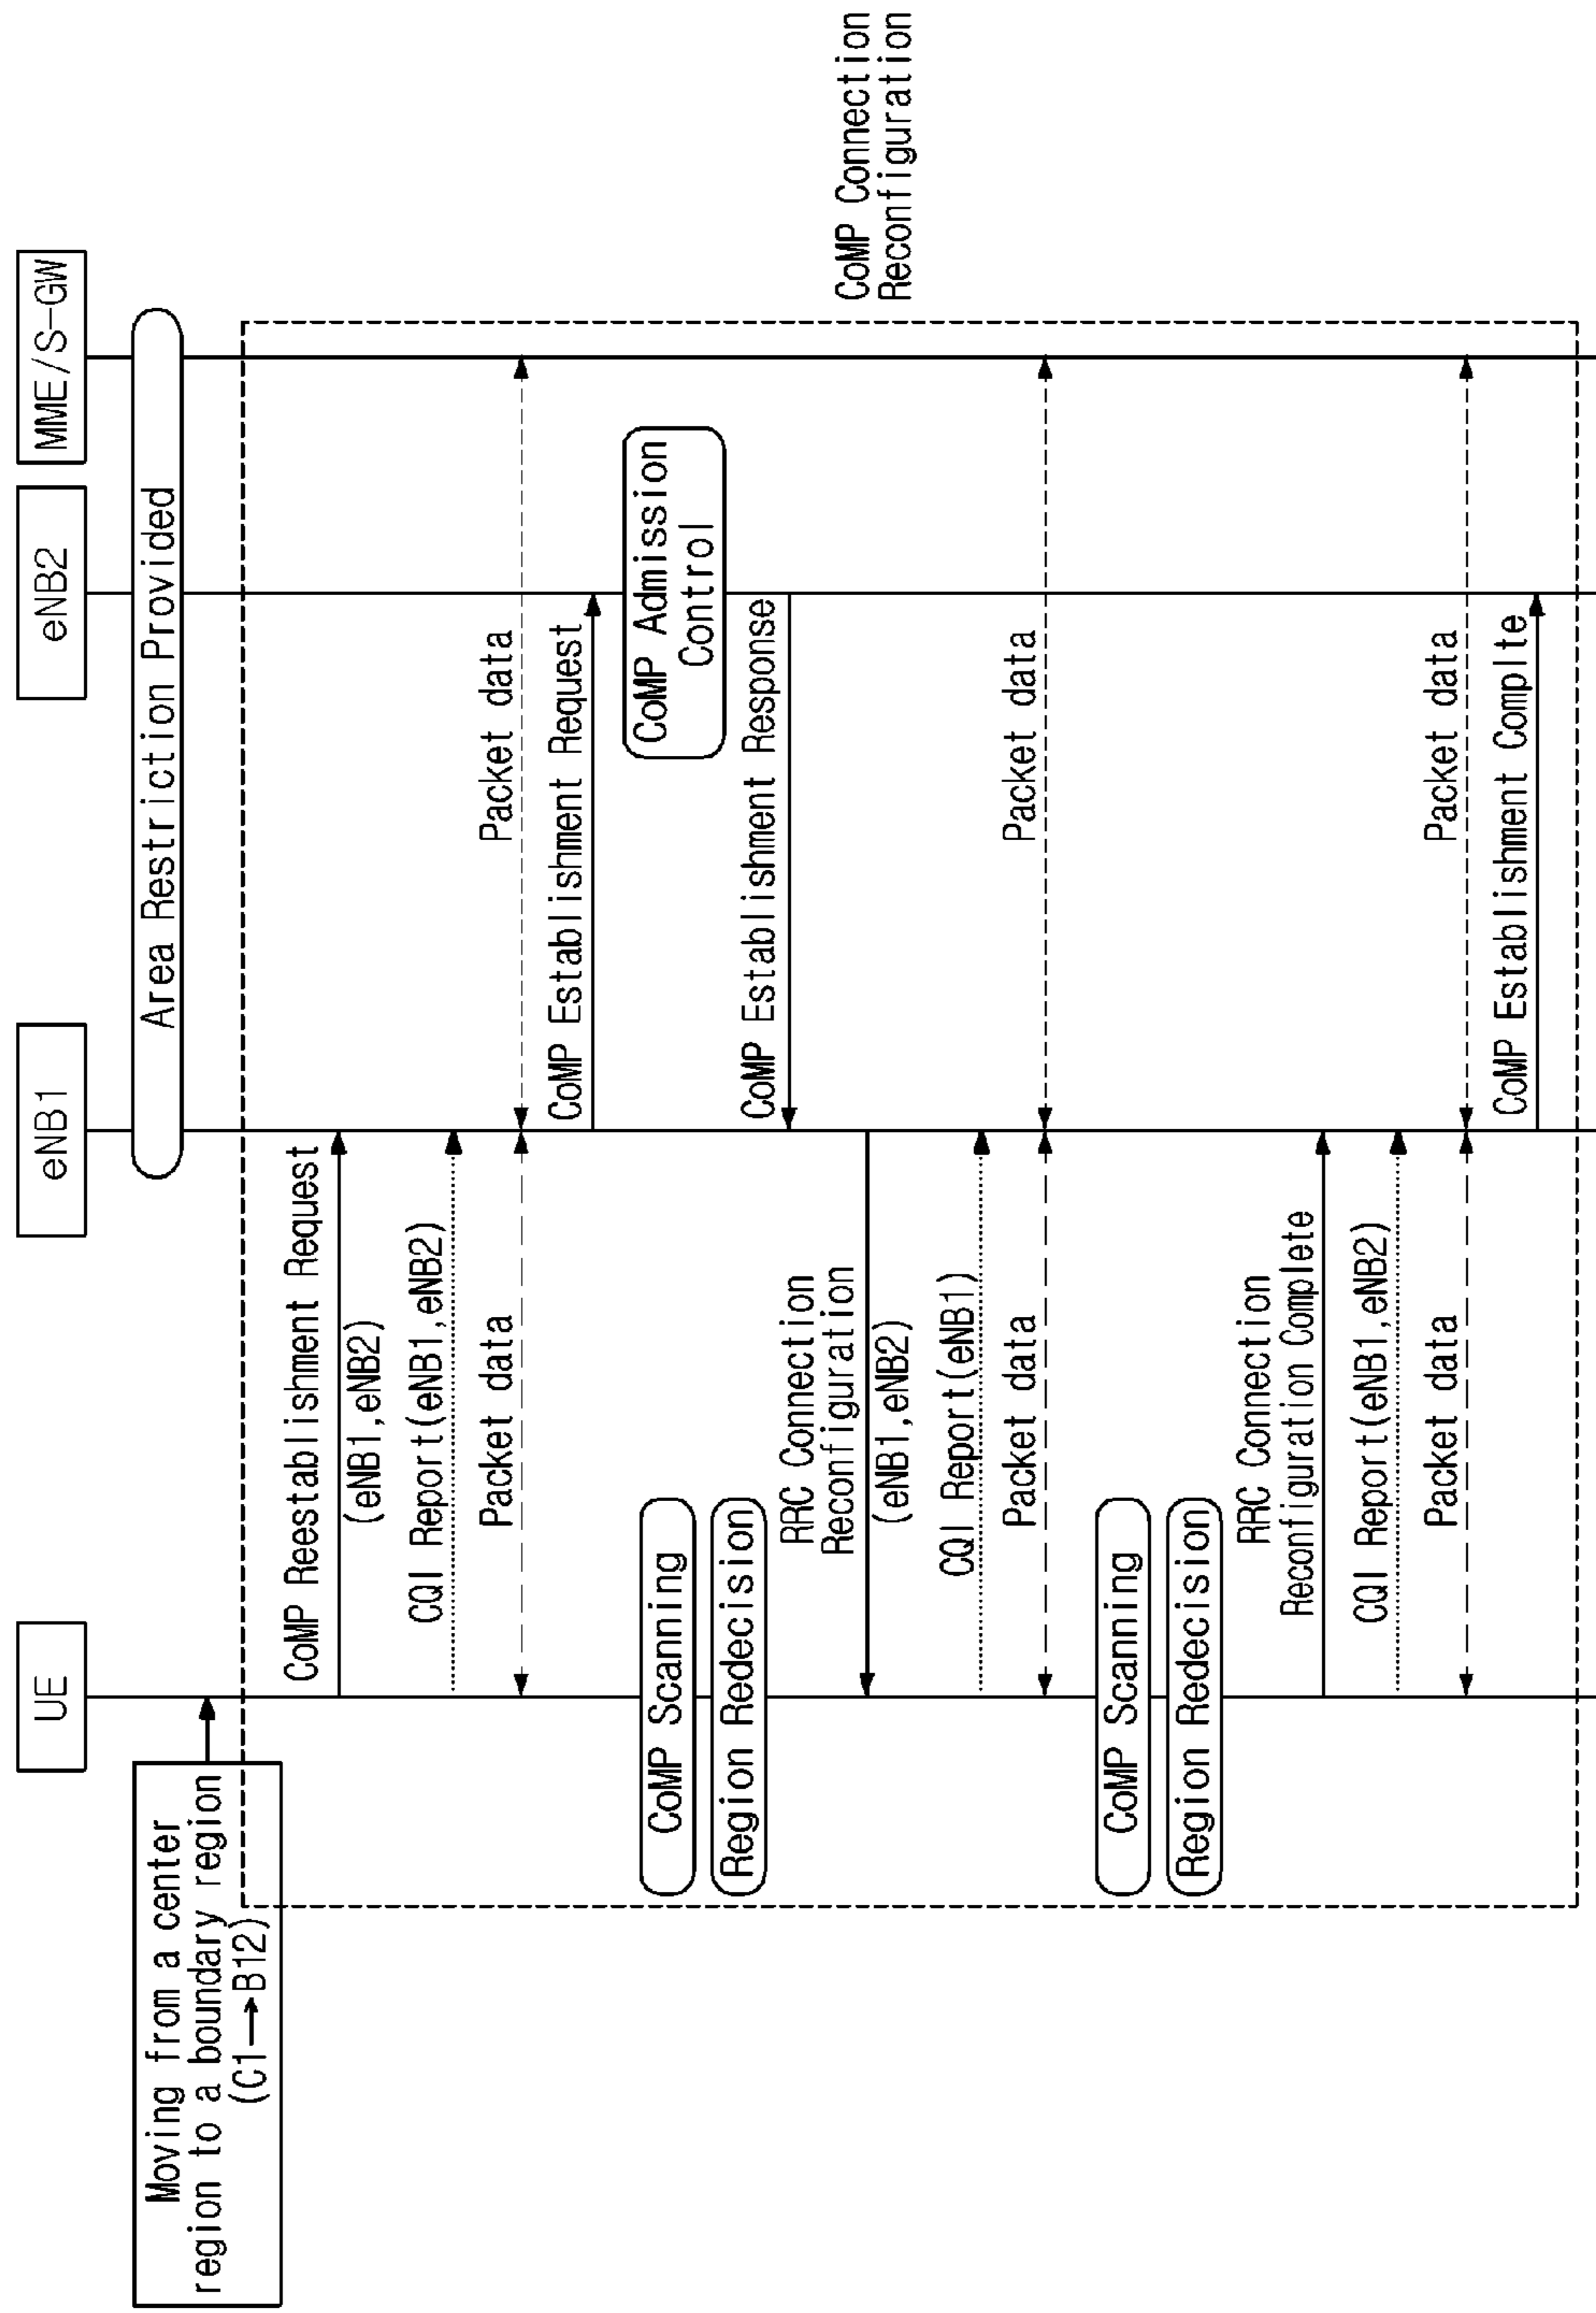 UE
eNB1
eNB2
MME/S-GW
Moving from a center
region to a boundary region
(C1→B12)
Area Restriction Provided
CoMP Reestablishment Request
(eNB1,eNB2)
CQI Report(eNB1,eNB2)
Packet data
Packet data
CoMP Establishment Request
CoMP Scanning
CoMP Admission
Control
Region Redecision
CoMP Establishment Response
RRC Connection
Reconfiguration
(eNB1,eNB2)
CoMP Connection
Reconfiguration
CQI Report(eNB1)
Packet data
Packet data
CoMP Scanning
Region Redecision
RRC Connection
Reconfiguration Complete
CQI Report(eNB1,eNB2)
Packet data
Packet data
CoMP Establishment Complte